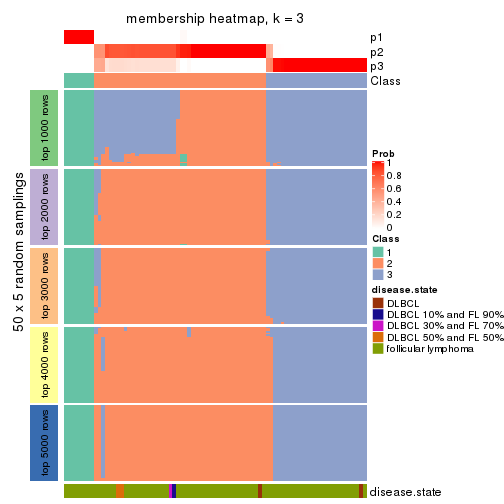 membership heatmap, k = 3
p1
p2
p3
Class
50 x 5 random samplings
top 1000 rows
top 2000 rows
top 3000 rows
top 4000 rows
top 5000 rows
disease.state
Prob
1
0.8
0.6
0.4
0.2
0
Class
1
2
3
disease.state
DLBCL
DLBCL 10% and FL 90%
DLBCL 30% and FL 70%
DLBCL 50% and FL 50%
follicular lymphoma